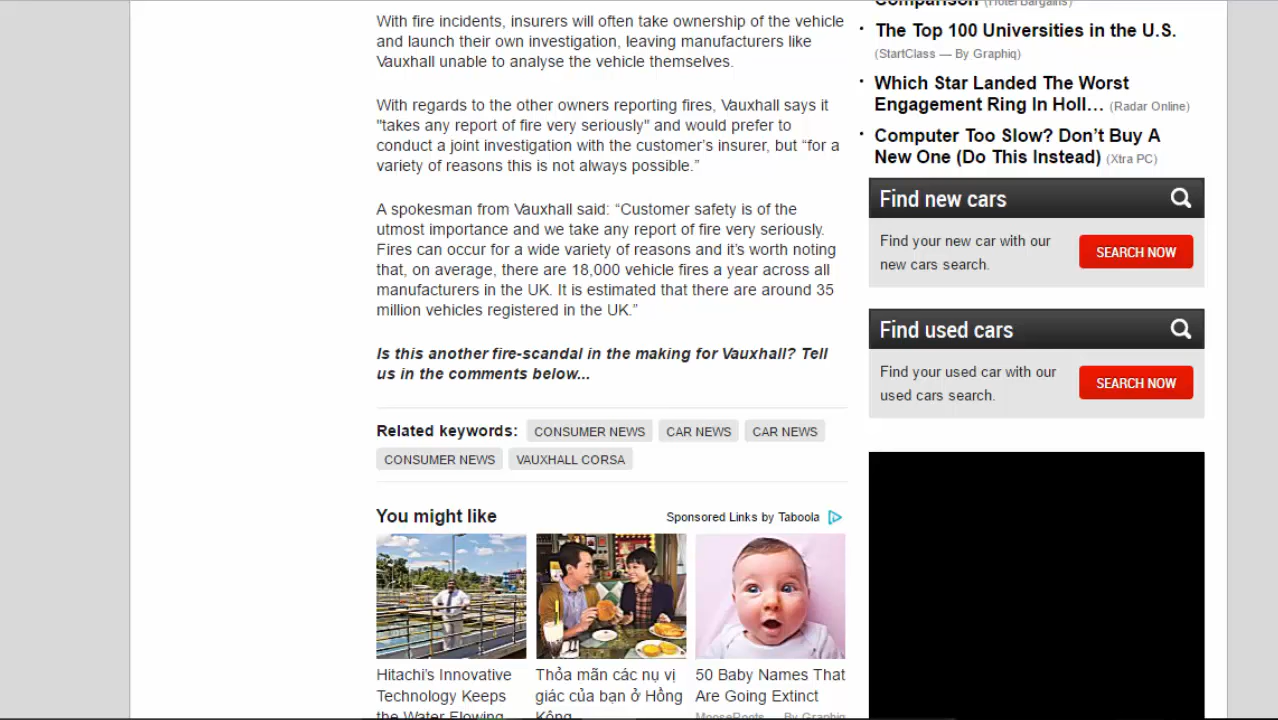 With fire incidents, insurers will often take ownership of the vehicle
and launch their own investigation, leaving manufacturers like
Vauxhall unable to analyse the vehicle themselves.
With regards to the other owners reporting fires, Vauxhall says it
"takes any report of fire very seriously" and would prefer to
conduct a joint investigation with the customer's insurer, but “for a
variety of reasons this is not always possible.”
A spokesman from Vauxhall said: “Customer safety is of the
utmost importance and we take any report of fire very seriously.
Fires can occur for a wide variety of reasons and it’s worth noting
that, on average, there are 18,000 vehicle fires a year across all
manufacturers in the UK. It is estimated that there are around 35
million vehicles registered in the UK.”
Is this another fire-scandal in the making for Vauxhall? Tell
us in the comments below...
Related keywords: CONSUMER NEWS CAR NEWS CAR NEWS
CONSUMER NEWS VAUXHALL CORSA
You might like
Sponsored Links by Taboola
Hitachi's Innovative
Technology Keeps
the Water Flowing
Thỏa mãn các nụ vị
giác của bạn ở Hồng
Kông
50 Baby Names That
Are Going Extinct
MooseRoots — By Graphiq
Comparison (Hotel Bargains)
The Top 100 Universities in the U.S.
(StartClass — By Graphiq)
Which Star Landed The Worst
Engagement Ring In Holl… (Radar Online)
Computer Too Slow? Don’t Buy A
New One (Do This Instead) (Xtra PC)
Find new cars
Find your new car with our
new cars search.
SEARCH NOW
Find used cars
Find your used car with our
used cars search.
SEARCH NOW